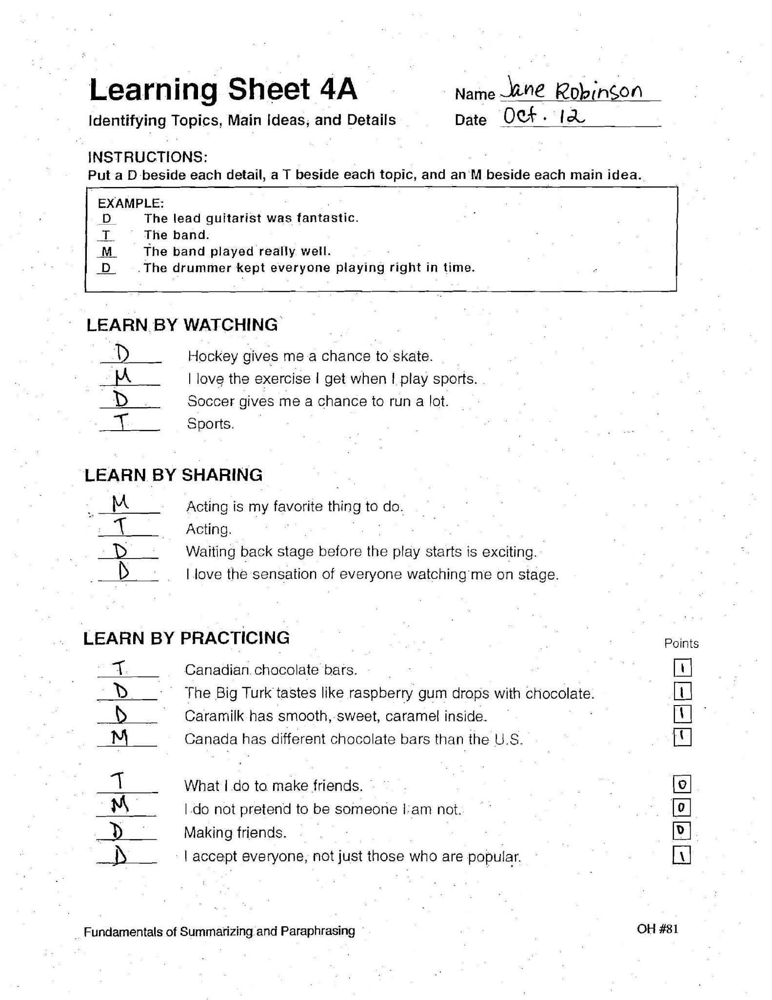 Learning Sheet 4A
Name Jane Robinson
Identifying Topics, Main Ideas, and Details
Date Oct. 12
INSTRUCTIONS:
Put a D beside each detail, a T beside each topic, and an M beside each main idea.
EXAMPLE:
D The lead guitarist was fantastic.
T The band.
M The band played really well.
D The drummer kept everyone playing right in time.
LEARN BY WATCHING
D Hockey gives me a chance to skate.
M I love the exercise I get when I play sports.
D Soccer gives me a chance to run a lot.
T Sports.
LEARN BY SHARING
M Acting is my favorite thing to do.
T Acting.
D Waiting back stage before the play starts is exciting.
D I love the sensation of everyone watching me on stage.
LEARN BY PRACTICING
Points
T Canadian chocolate bars. 1
D The Big Turk tastes like raspberry gum drops with chocolate. 1
D Caramilk has smooth, sweet, caramel inside. 1
M Canada has different chocolate bars than the U.S. 1
T What I do to make friends. 0
M I do not pretend to be someone I am not. 0
D Making friends. 0
D I accept everyone, not just those who are popular. 1
Fundamentals of Summarizing and Paraphrasing
OH #81